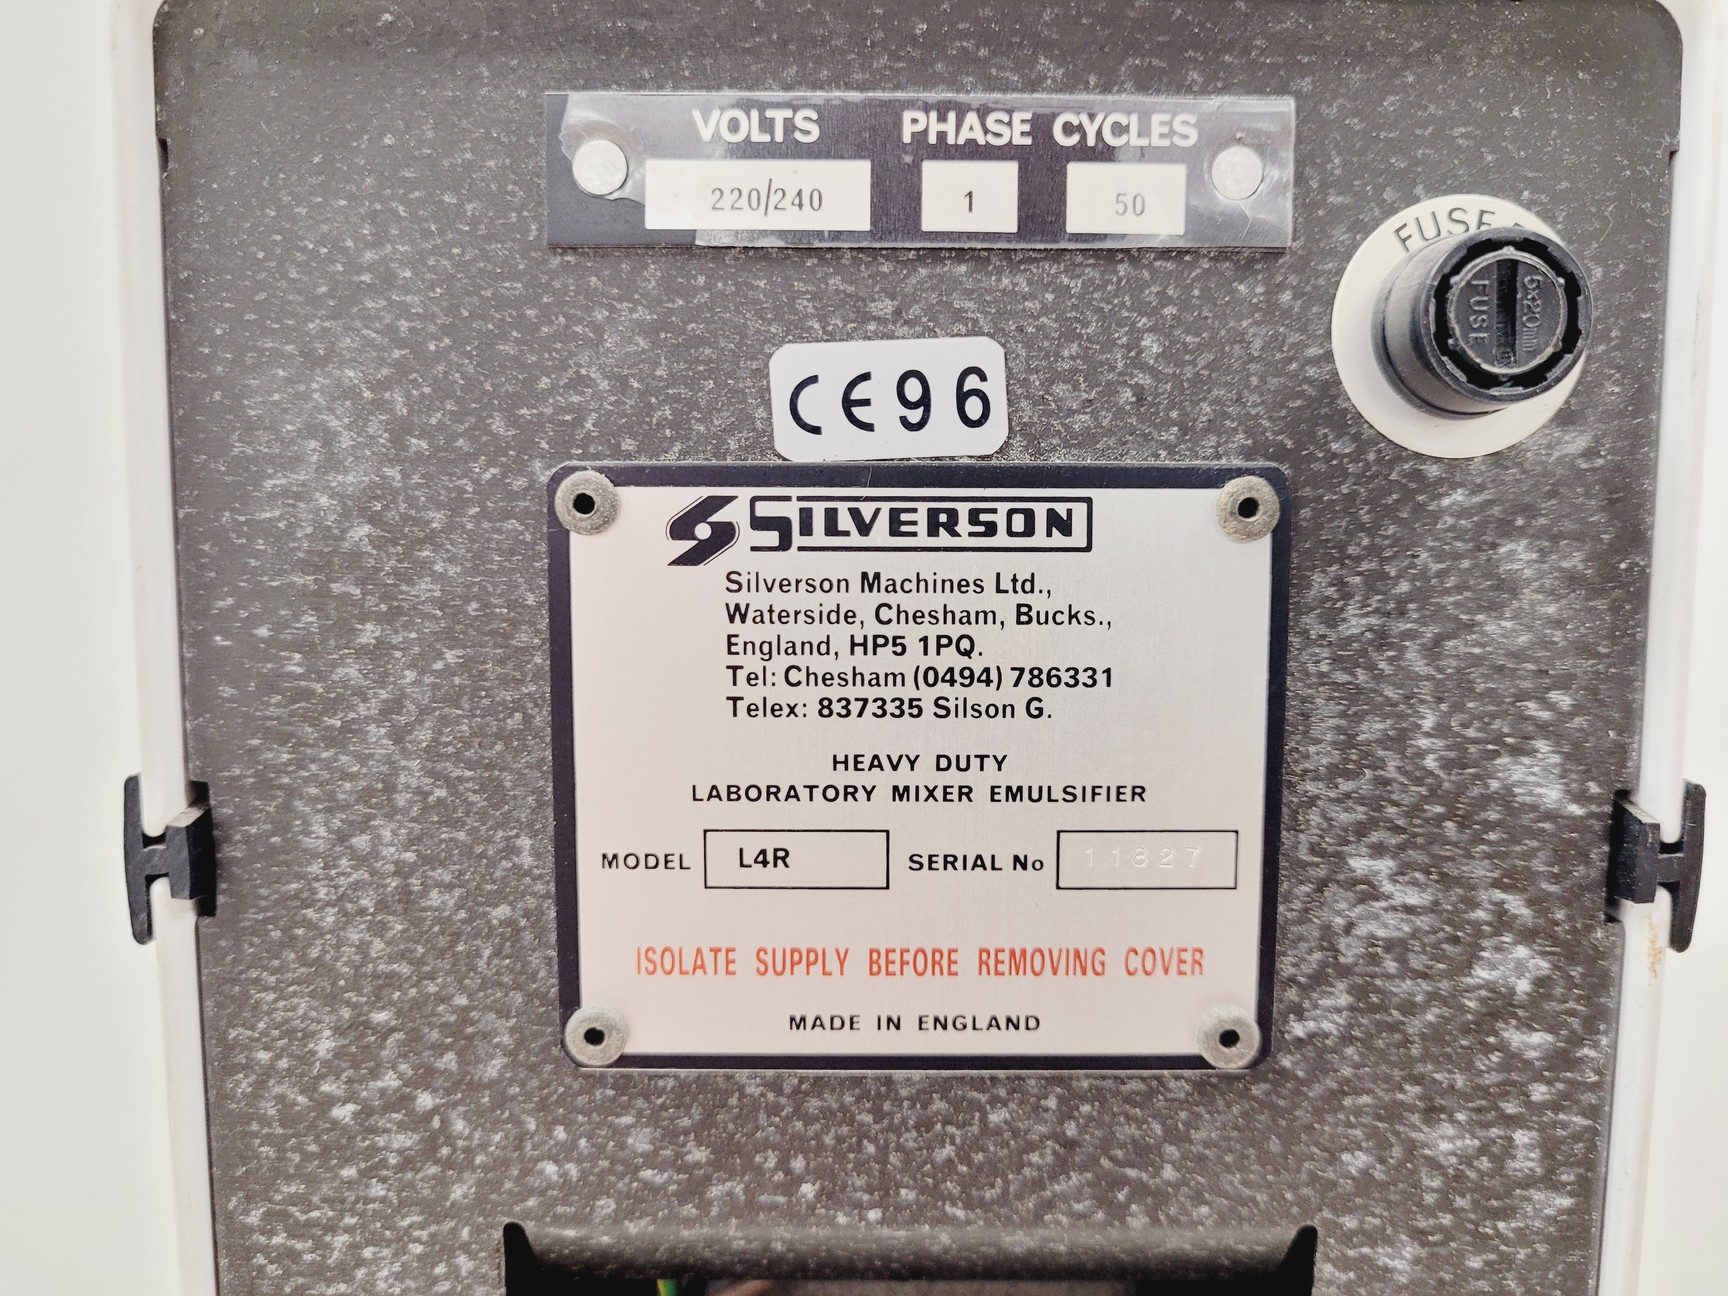 VOLTS PHASE CYCLES
220/240 1 50
FUSE
5x20mm
FUSE
CE96
SILVERSON
Silverson Machines Ltd.,
Waterside, Chesham, Bucks.,
England, HP5 1PQ.
Tel: Chesham (0494) 786331
Telex: 837335 Silson G.
HEAVY DUTY
LABORATORY MIXER EMULSIFIER
MODEL L4R SERIAL No 11827
ISOLATE SUPPLY BEFORE REMOVING COVER
MADE IN ENGLAND